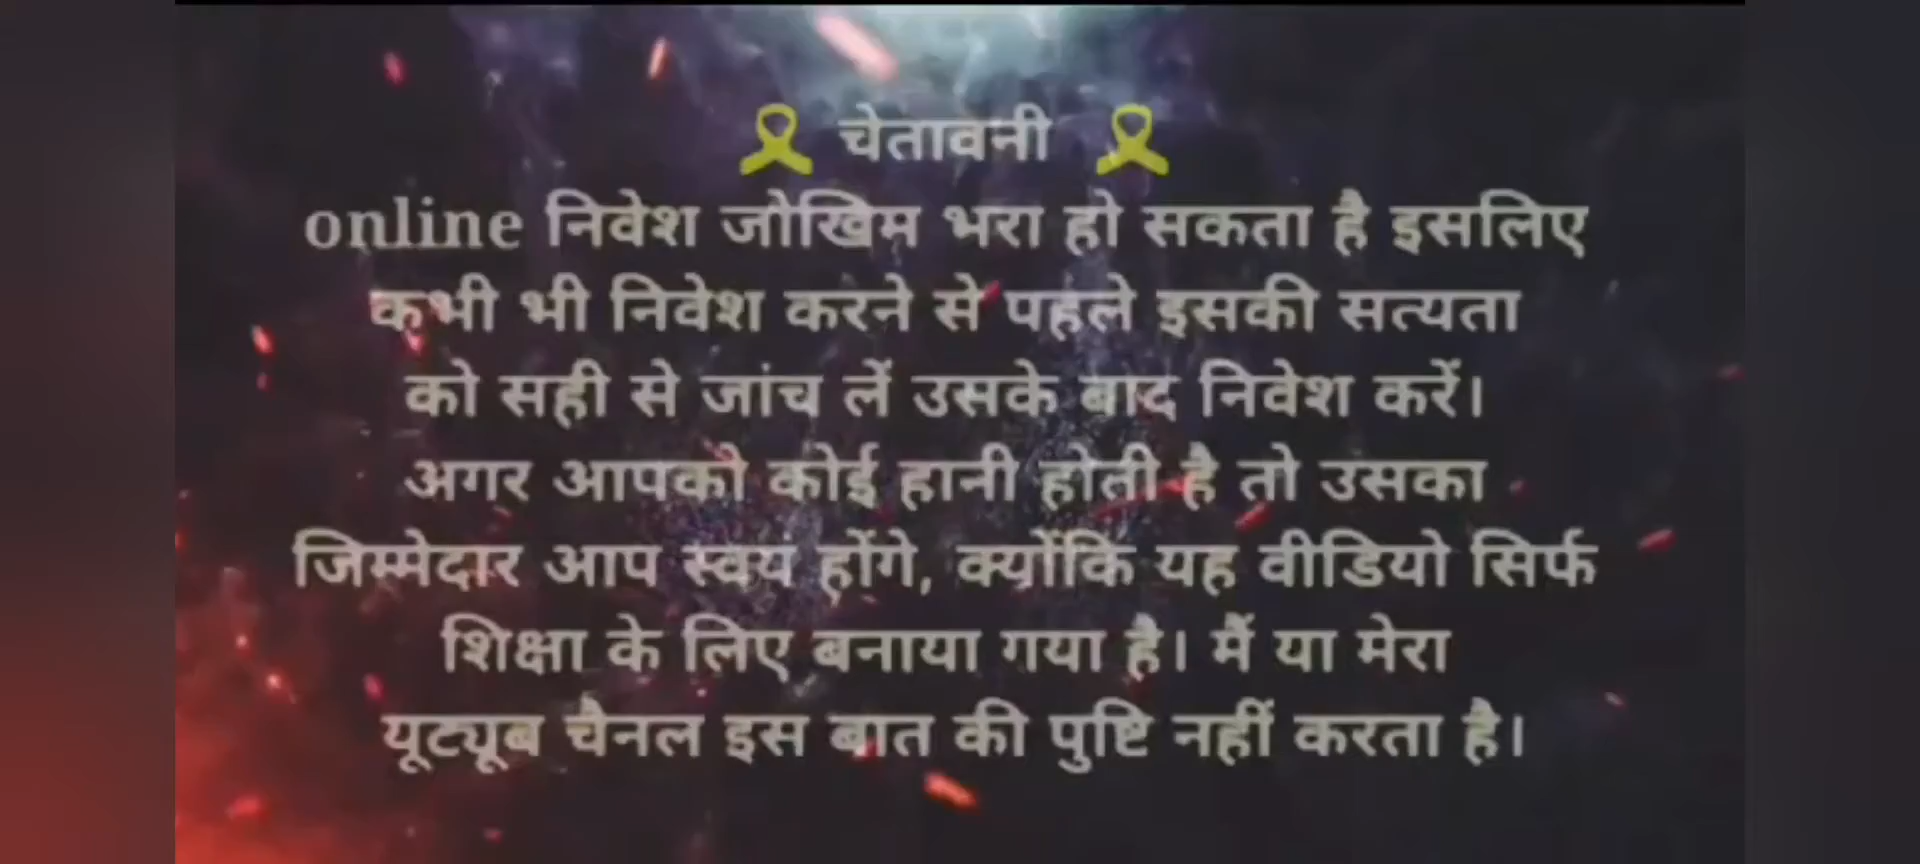 चेतावनी
online निवेश जोखिम भरा हो सकता है इसलिए
कभी भी निवेश करने से पहले इसकी सत्यता
को सही से जांच लें उसके बाद निवेश करें।
अगर आपको कोई हानी होती है तो उसका
जिम्मेदार आप स्वयं होंगे, क्योंकि यह वीडियो सिर्फ
शिक्षा के लिए बनाया गया है। मैं या मेरा
यूट्यूब चैनल इस बात की पुष्टि नहीं करता है।